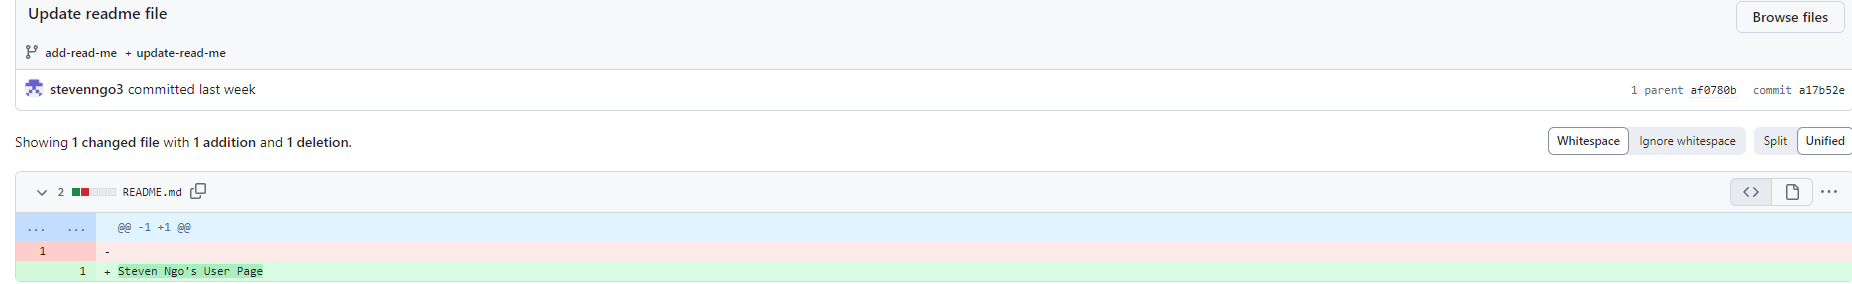 Update readme file
Browse files
add-read-me + update-read-me
stevenngo3 committed last week
1 parent af0780b commit a17b52e
Showing 1 changed file with 1 addition and 1 deletion.
Whitespace Ignore whitespace Split Unified
2 README.md
... ... @@ -1 +1 @@
1 -
1 + Steven Ngo's User Page